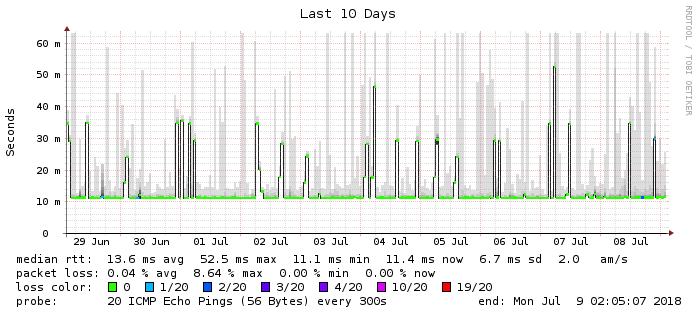 Last 10 Days
RRDTOOL / TOBI OETIKER
Seconds
60 m
50 m
40 m
30 m
20 m
10 m
0
29 Jun 30 Jun 01 Jul 02 Jul 03 Jul 04 Jul 05 Jul 06 Jul 07 Jul 08 Jul
median rtt: 13.6 ms avg 52.5 ms max 11.1 ms min 11.4 ms now 6.7 ms sd 2.0 am/s
packet loss: 0.04 % avg 8.64 % max 0.00 % min 0.00 % now
loss color: 0 1/20 2/20 3/20 4/20 10/20 19/20
probe: 20 ICMP Echo Pings (56 Bytes) every 300s end: Mon Jul 9 02:05:07 2018